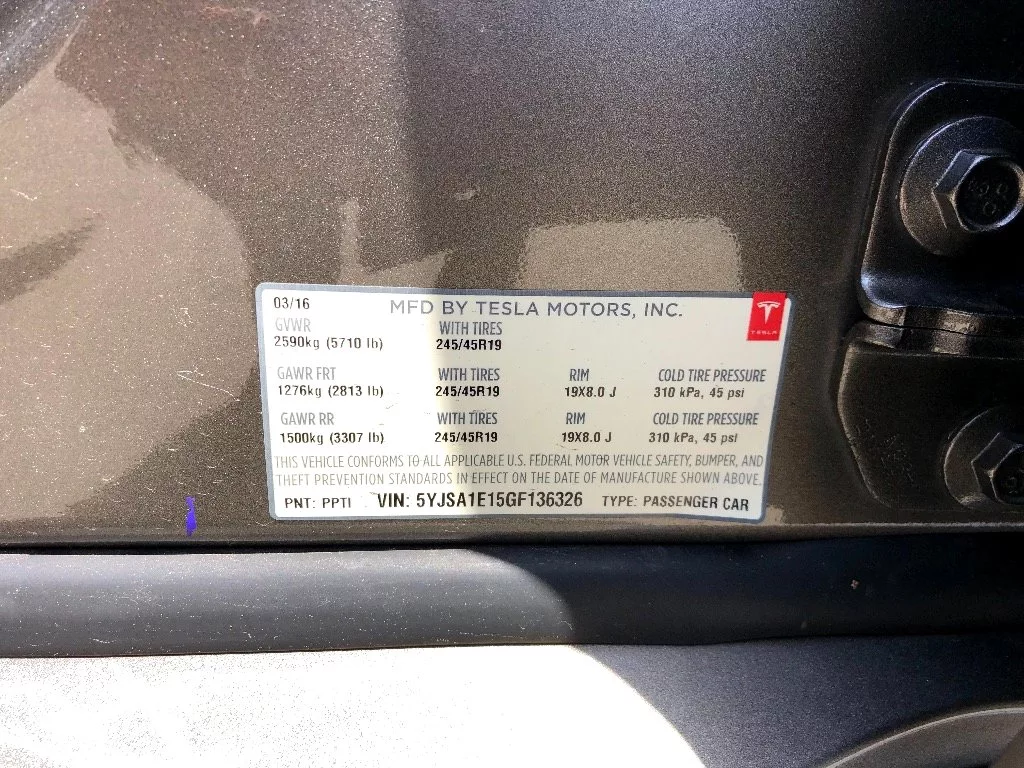 03/16 MFD BY TESLA MOTORS, INC.
GVWR WITH TIRES
2590kg (5710 lb) 245/45R19
TESLA
GAWR FRT WITH TIRES RIM COLD TIRE PRESSURE
1276kg (2813 lb) 245/45R19 19X8.0 J 310 kPa, 45 psi
GAWR RR WITH TIRES RIM COLD TIRE PRESSURE
1500kg (3307 lb) 245/45R19 19X8.0 J 310 kPa, 45 psi
THIS VEHICLE CONFORMS TO ALL APPLICABLE U.S. FEDERAL MOTOR VEHICLE SAFETY, BUMPER, AND
THEFT PREVENTION STANDARDS IN EFFECT ON THE DATE OF MANUFACTURE SHOWN ABOVE.
PNT: PPTI VIN: 5YJSA1E15GF136326 TYPE: PASSENGER CAR